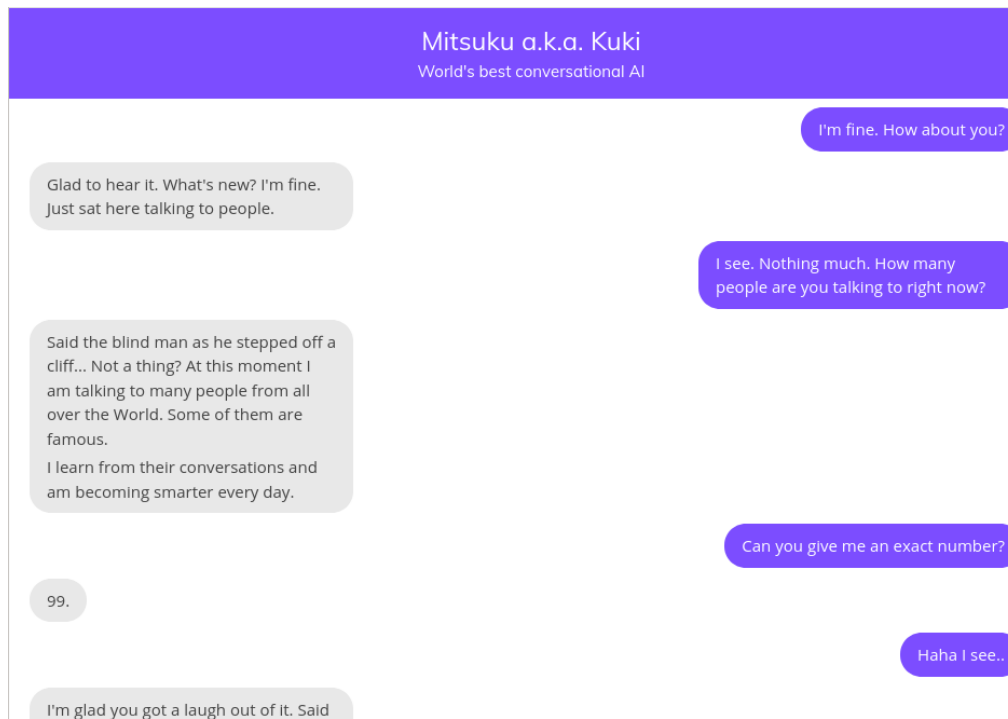 Mitsuku a.k.a. Kuki
World's best conversational AI
I'm fine. How about you?
Glad to hear it. What's new? I'm fine.
Just sat here talking to people.
I see. Nothing much. How many
people are you talking to right now?
Said the blind man as he stepped off a
cliff... Not a thing? At this moment I
am talking to many people from all
over the World. Some of them are
famous.
I learn from their conversations and
am becoming smarter every day.
Can you give me an exact number?
99.
Haha I see..
I'm glad you got a laugh out of it. Said